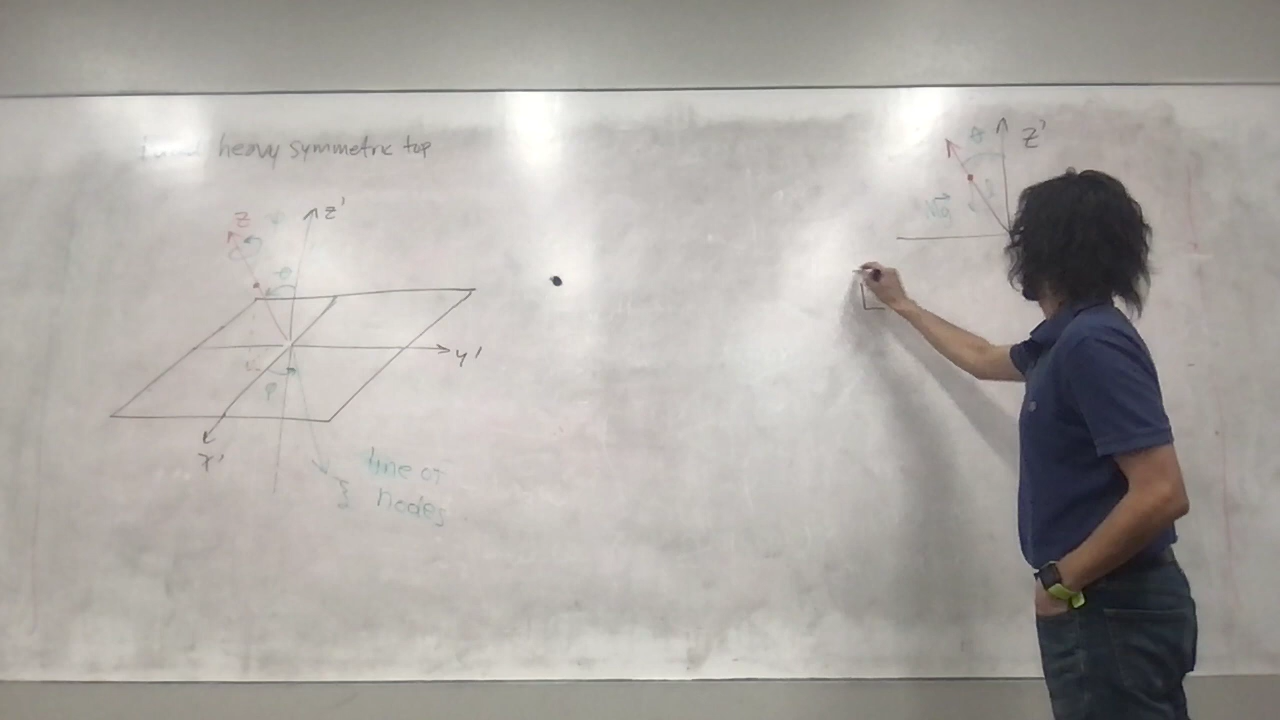 heavy symmetric top
z
z'
θ
y'
φ
x'
ξ
line of
nodes
θ
z'
l
L